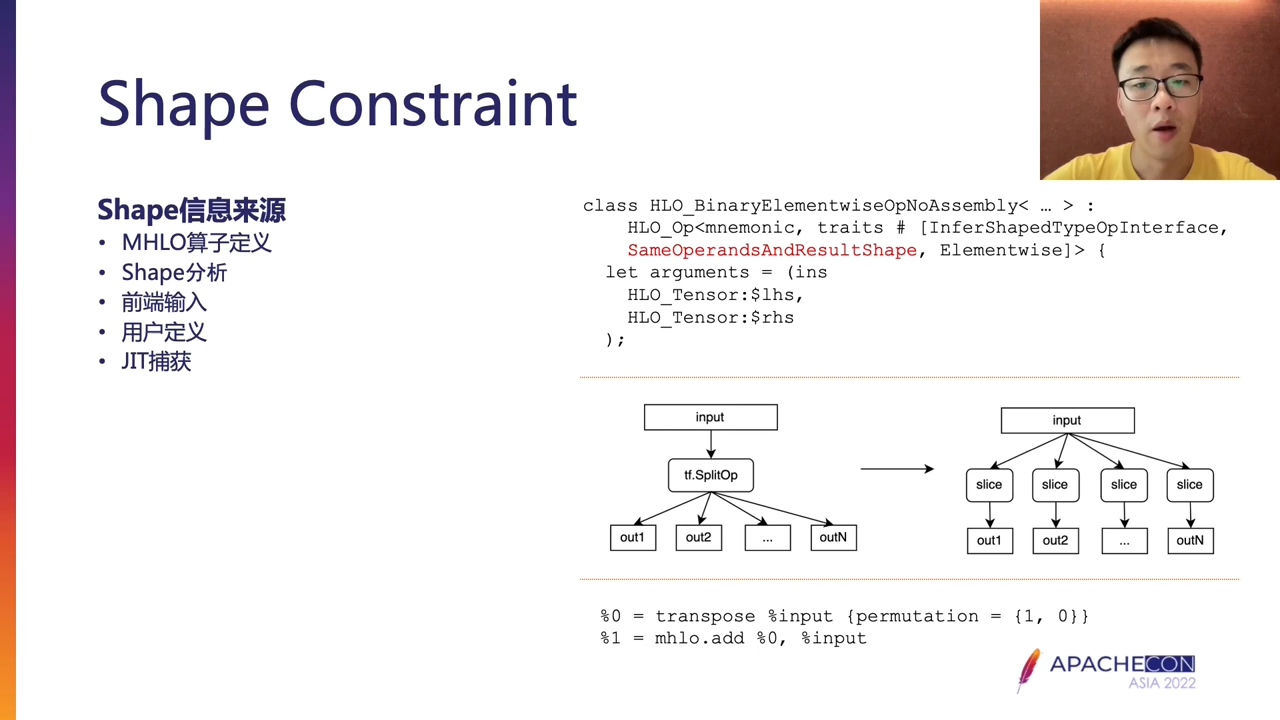 Shape Constraint
Shape信息来源
• MHLO算子定义
• Shape分析
• 前端输入
• 用户定义
• JIT捕获
class HLO_BinaryElementwiseOpNoAssembly< … > :
HLO_Op<mnemonic, traits # [InferShapedTypeOpInterface,
SameOperandsAndResultShape, Elementwise]> {
let arguments = (ins
HLO_Tensor:$lhs,
HLO_Tensor:$rhs
);
input
tf.SplitOp
out1 out2 ... outN
input
slice slice slice slice
out1 out2 ... outN
%0 = transpose %input {permutation = {1, 0}}
%1 = mhlo.add %0, %input
APACHECON
ASIA 2022